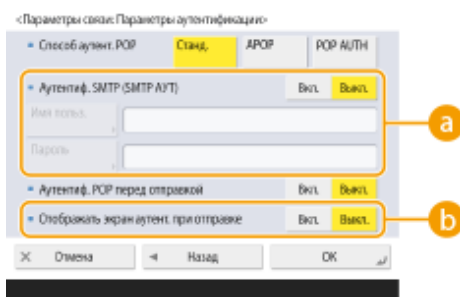 <Параметры связи: Параметры аутентификации>
Способ аутент. POP Станд. APOP POP AUTH
Аутентиф. SMTP (SMTP АУТ) Вкл. Выкл.
Имя польз.
Пароль
a
Аутентиф. POP перед отправкой Вкл. Выкл.
Отображать экран аутент. при отправке Вкл. Выкл.
b
Отмена Назад OK